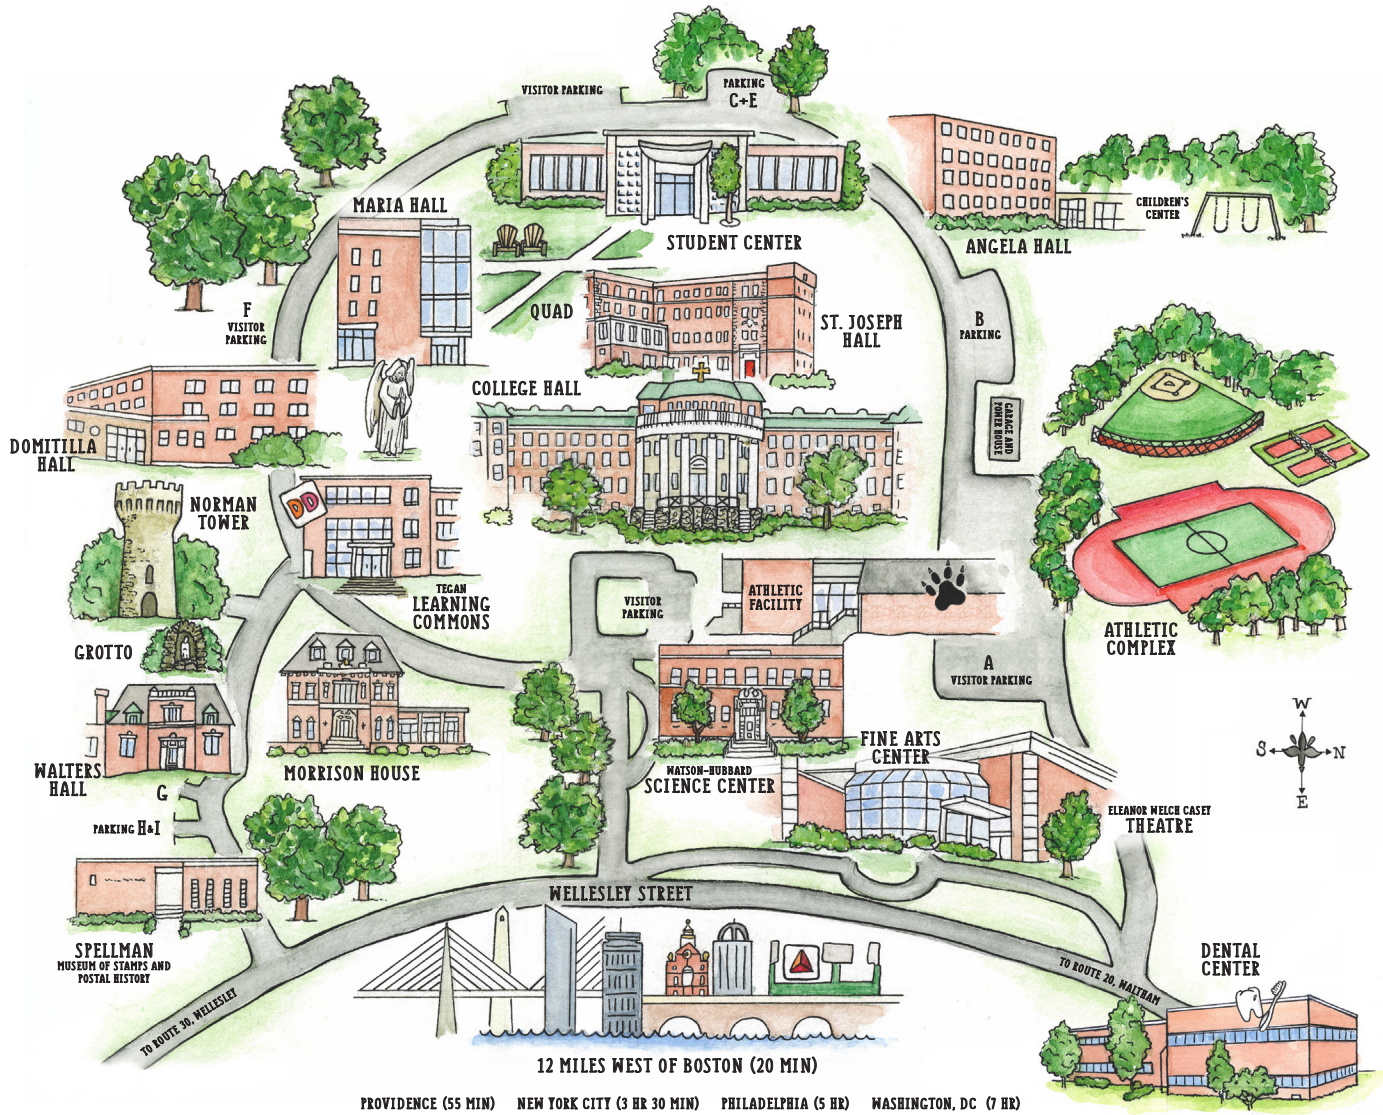 VISITOR PARKING
PARKING
C+E
MARIA HALL
STUDENT CENTER
CHILDREN'S
CENTER
ANGELA HALL
F
VISITOR
PARKING
QUAD
ST. JOSEPH
HALL
B
PARKING
COLLEGE HALL
GARAGE AND
POWER HOUSE
DOMITILLA
HALL
NORMAN
TOWER
DD
TEGAN
LEARNING
COMMONS
VISITOR
PARKING
ATHLETIC
FACILITY
GROTTO
ATHLETIC
COMPLEX
A
VISITOR PARKING
W
S
N
E
WALTERS
HALL
MORRISON HOUSE
G
WATSON-HUBBARD
SCIENCE CENTER
FINE ARTS
CENTER
PARKING H&I
ELEANOR WELCH CASEY
THEATRE
WELLESLEY STREET
SPELLMAN
MUSEUM OF STAMPS AND
POSTAL HISTORY
DENTAL
CENTER
TO ROUTE 20, WALTHAM
TO ROUTE 30, WELLESLEY
12 MILES WEST OF BOSTON (20 MIN)
PROVIDENCE (55 MIN) NEW YORK CITY (3 HR 30 MIN) PHILADELPHIA (5 HR) WASHINGTON, DC (7 HR)